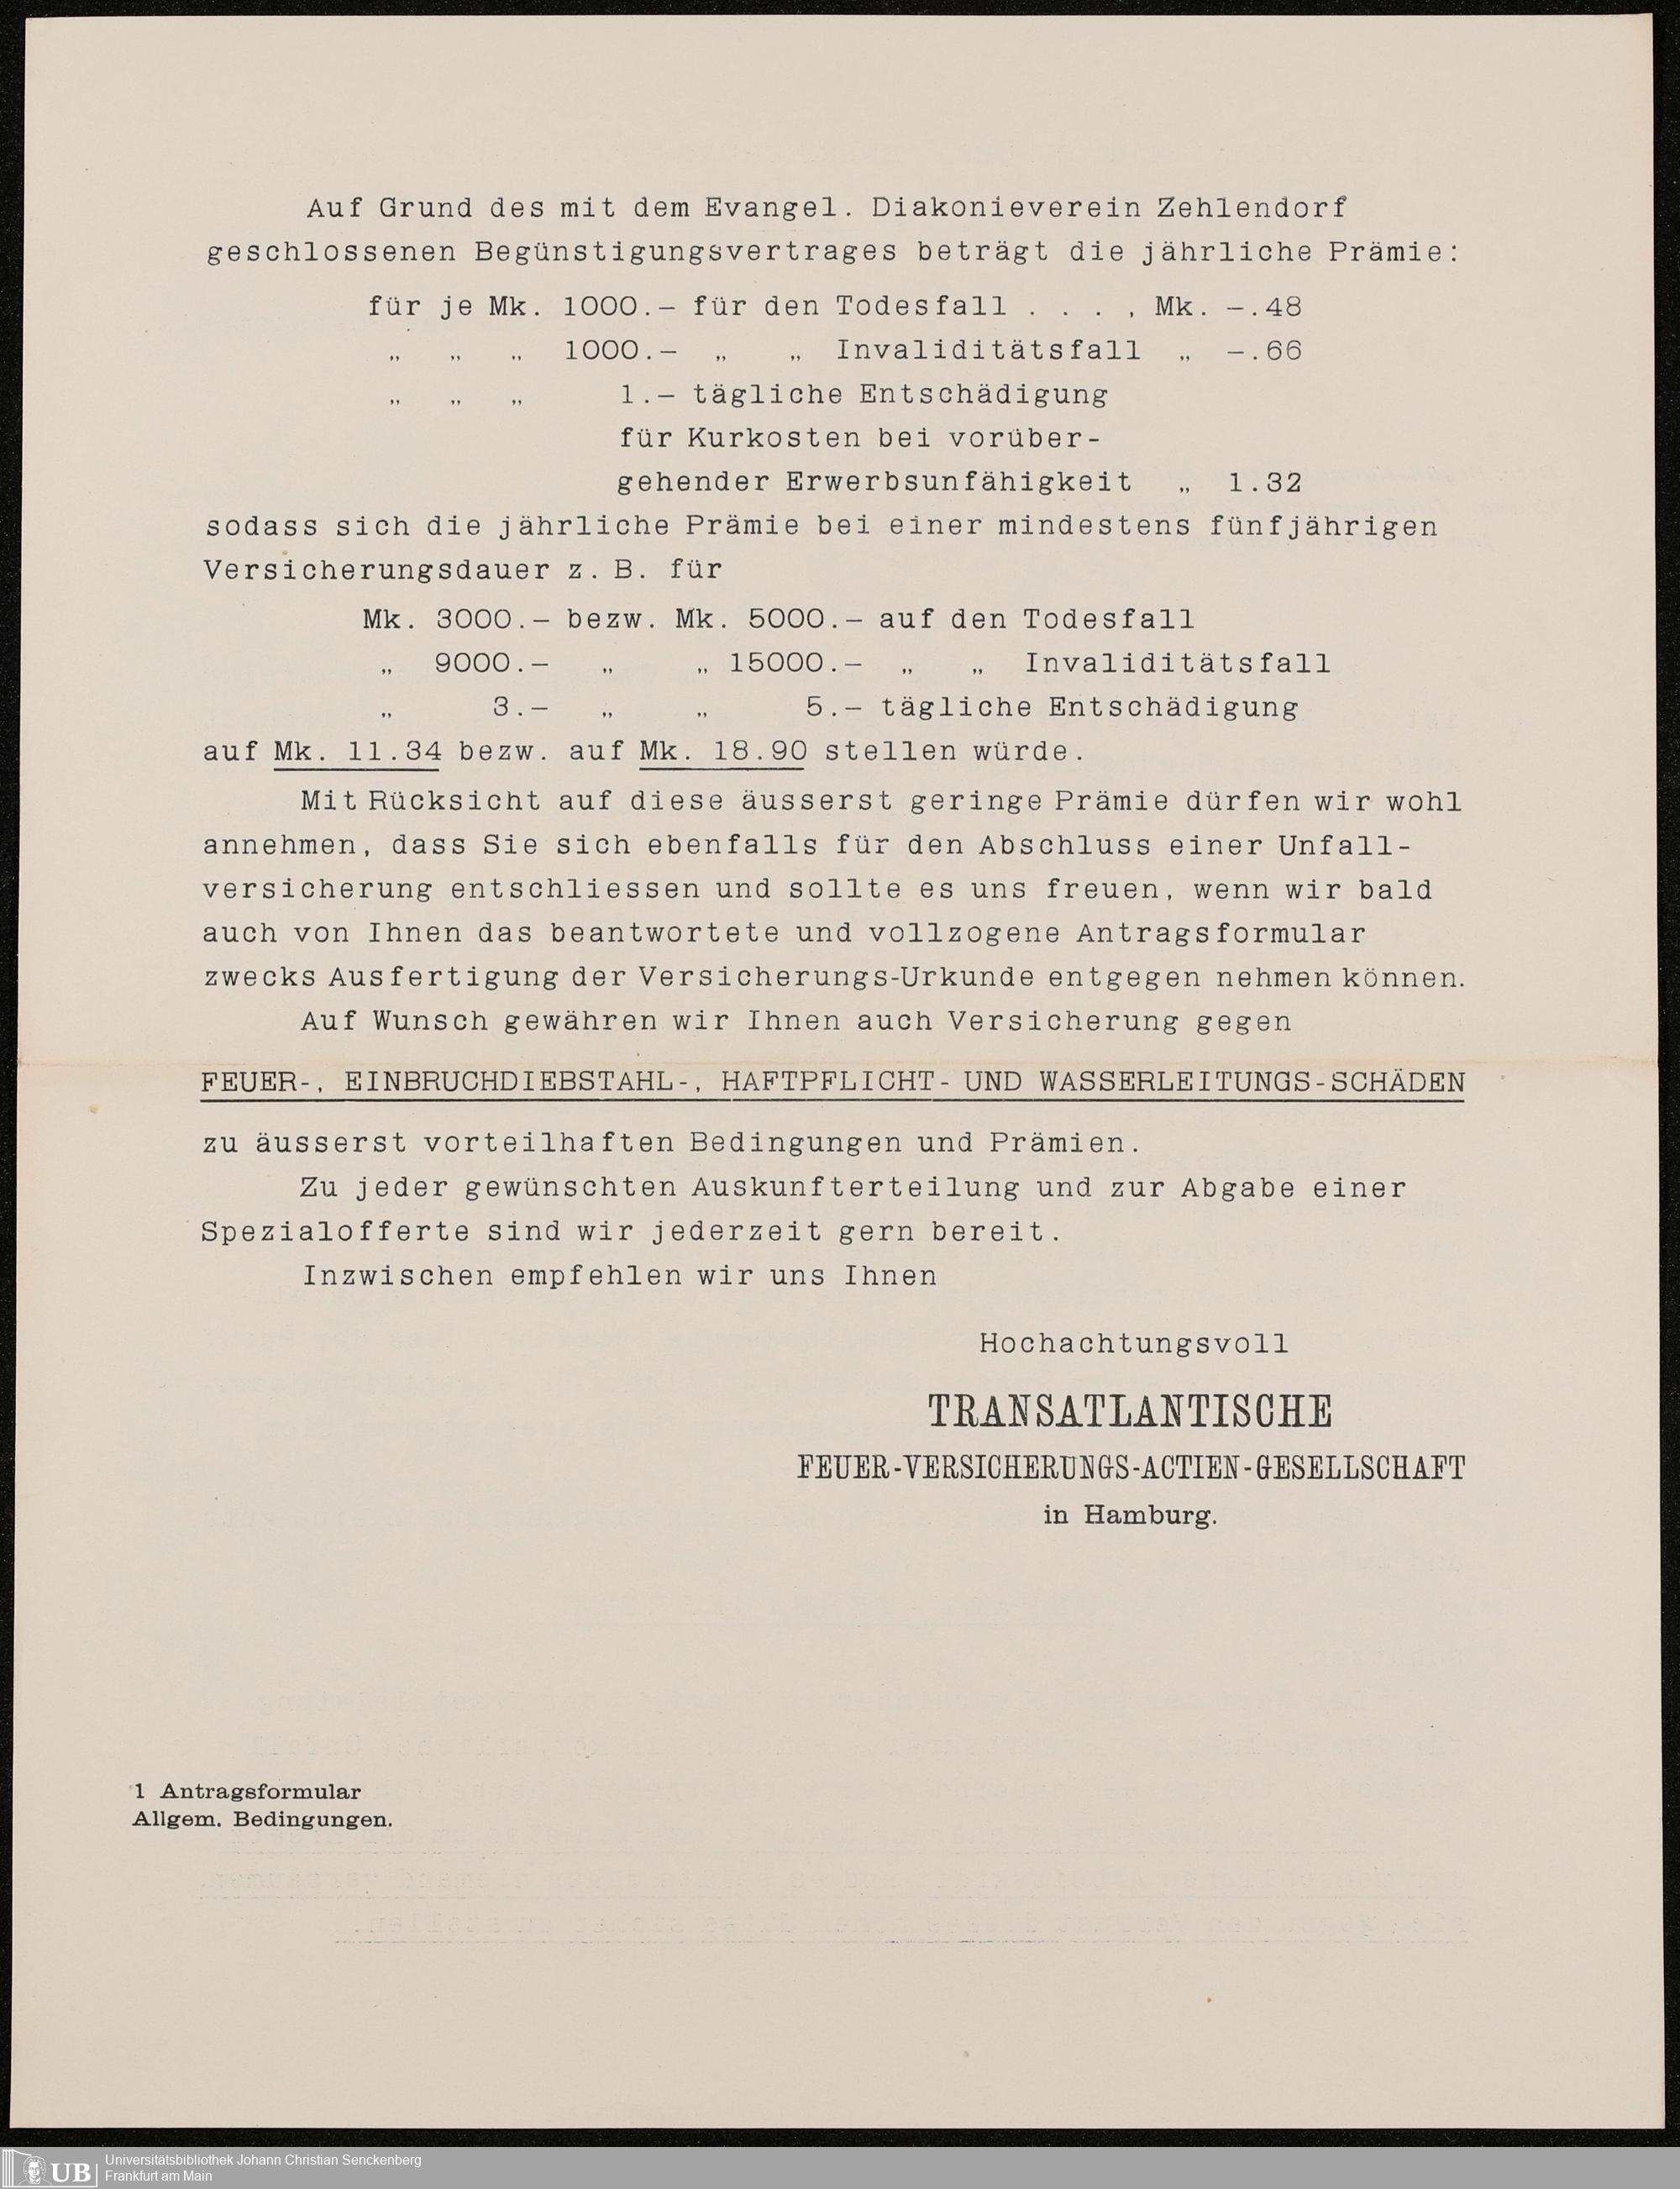 Auf Grund des mit dem Evangel. Diakonieverein Zehlendorf
geschlossenen Begünstigungsvertrages beträgt die jährliche Prämie:
für je Mk. 1000.— für den Todesfall . . . , Mk. —.48
„ „ „ 1000.— „ „ Invaliditätsfall „ —.66
„ „ „ 1.— tägliche Entschädigung
für Kurkosten bei vorüber-
gehender Erwerbsunfähigkeit „ 1.32
sodass sich die jährliche Prämie bei einer mindestens fünfjährigen
Versicherungsdauer z. B. für
Mk. 3000.— bezw. Mk. 5000.— auf den Todesfall
„ 9000.— „ „ 15000.— „ „ Invaliditätsfall
„ 3.— „ „ 5.— tägliche Entschädigung
auf Mk. 11.34 bezw. auf Mk. 18.90 stellen würde.
Mit Rücksicht auf diese äusserst geringe Prämie dürfen wir wohl
annehmen, dass Sie sich ebenfalls für den Abschluss einer Unfall-
versicherung entschliessen und sollte es uns freuen, wenn wir bald
auch von Ihnen das beantwortete und vollzogene Antragsformular
zwecks Ausfertigung der Versicherungs-Urkunde entgegen nehmen können.
Auf Wunsch gewähren wir Ihnen auch Versicherung gegen
FEUER-, EINBRUCHDIEBSTAHL-, HAFTPFLICHT- UND WASSERLEITUNGS-SCHÄDEN
zu äusserst vorteilhaften Bedingungen und Prämien.
Zu jeder gewünschten Auskunfterteilung und zur Abgabe einer
Spezialofferte sind wir jederzeit gern bereit.
Inzwischen empfehlen wir uns Ihnen
Hochachtungsvoll
TRANSATLANTISCHE
FEUER-VERSICHERUNGS-ACTIEN-GESELLSCHAFT
in Hamburg.
1 Antragsformular
Allgem. Bedingungen.
UB Universitätsbibliothek Johann Christian Senckenberg
Frankfurt am Main